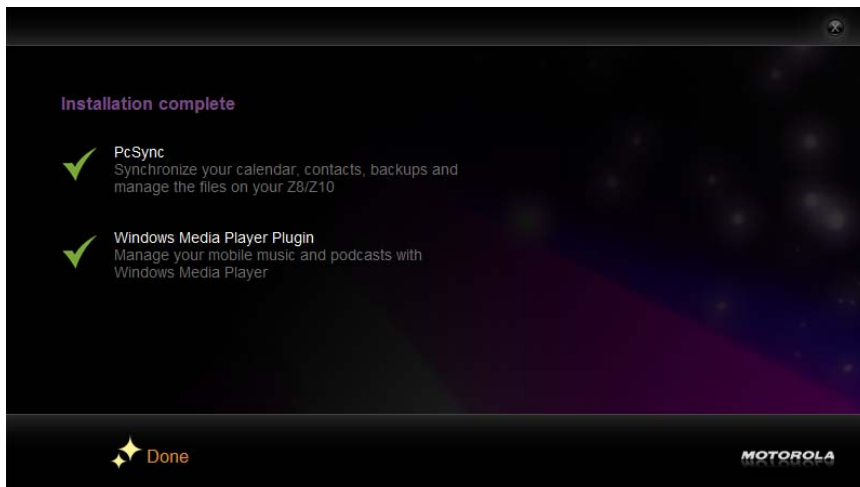 Installation complete
PcSync
Synchronize your calendar, contacts, backups and
manage the files on your Z8/Z10
Windows Media Player Plugin
Manage your mobile music and podcasts with
Windows Media Player
Done
MOTOROLA